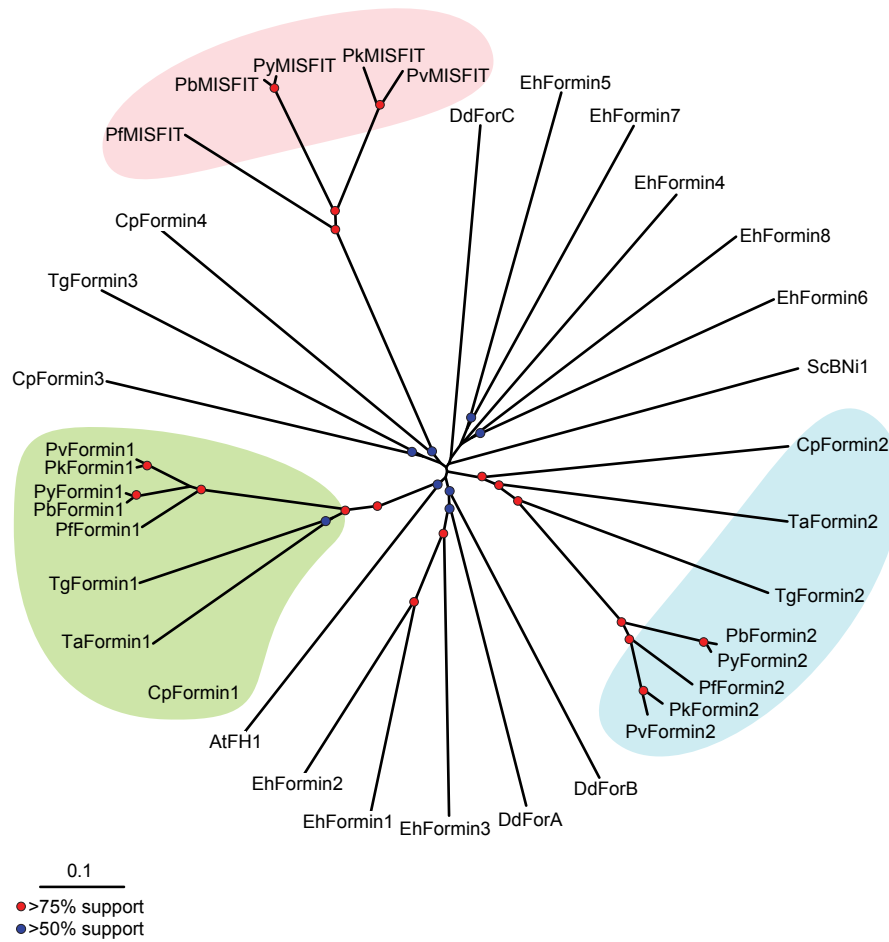 PyMISFIT
PkMISFIT
PbMISFIT
PvMISFIT
PfMISFIT
DdForC
EhFormin5
EhFormin7
EhFormin4
EhFormin8
EhFormin6
ScBNi1
CpFormin4
TgFormin3
CpFormin3
PvFormin1
PkFormin1
PyFormin1
PbFormin1
PfFormin1
TgFormin1
TaFormin1
CpFormin1
CpFormin2
TaFormin2
TgFormin2
PbFormin2
PyFormin2
PfFormin2
PkFormin2
PvFormin2
AtFH1
EhFormin2
EhFormin1
EhFormin3
DdForA
DdForB
0.1
>75% support
>50% support